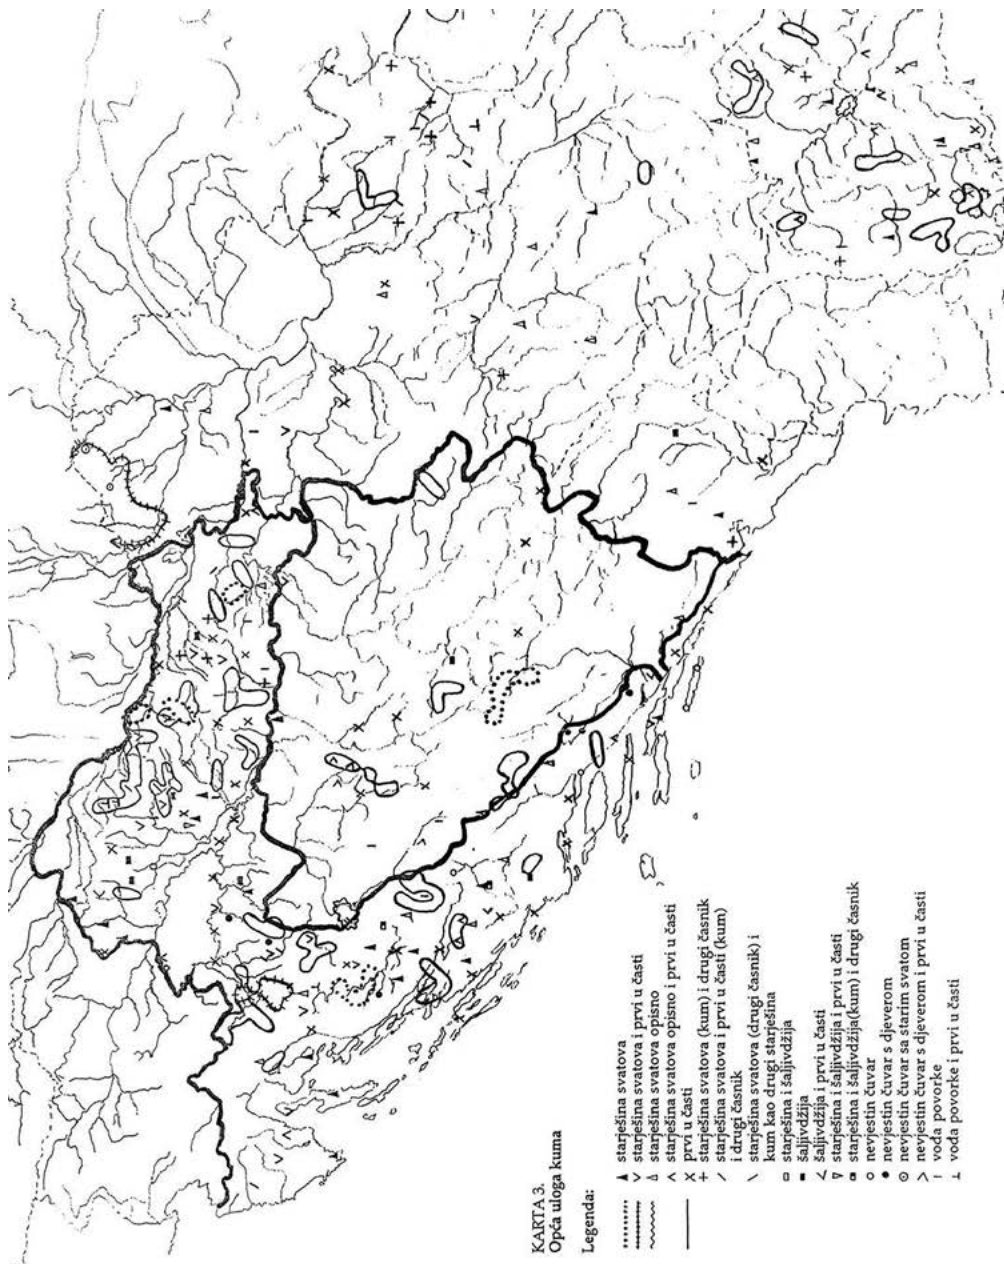 KARTA 3.
Opća uloga kuma
Legenda:
starješina svatova
starješina svatova i prvi u časti
starješina svatova opisno
starješina svatova opisno i prvi u časti
prvi u časti
starješina svatova (kum) i drugi časnik
starješina svatova i prvi u časti (kum)
i drugi časnik
starješina svatova (drugi časnik) i
kum kao drugi starješina
starješina i šaljivdžija
šaljivdžija
šaljivdžija i prvi u časti
starješina i šaljivdžija i prvi u časti
starješina i šaljivdžija(kum) i drugi časnik
nevjestin čuvar
nevjestin čuvar s djeverom
nevjestin čuvar sa starim svatom
nevjestin čuvar s djeverom i prvi u časti
voda povorke
voda povorke i prvi u časti